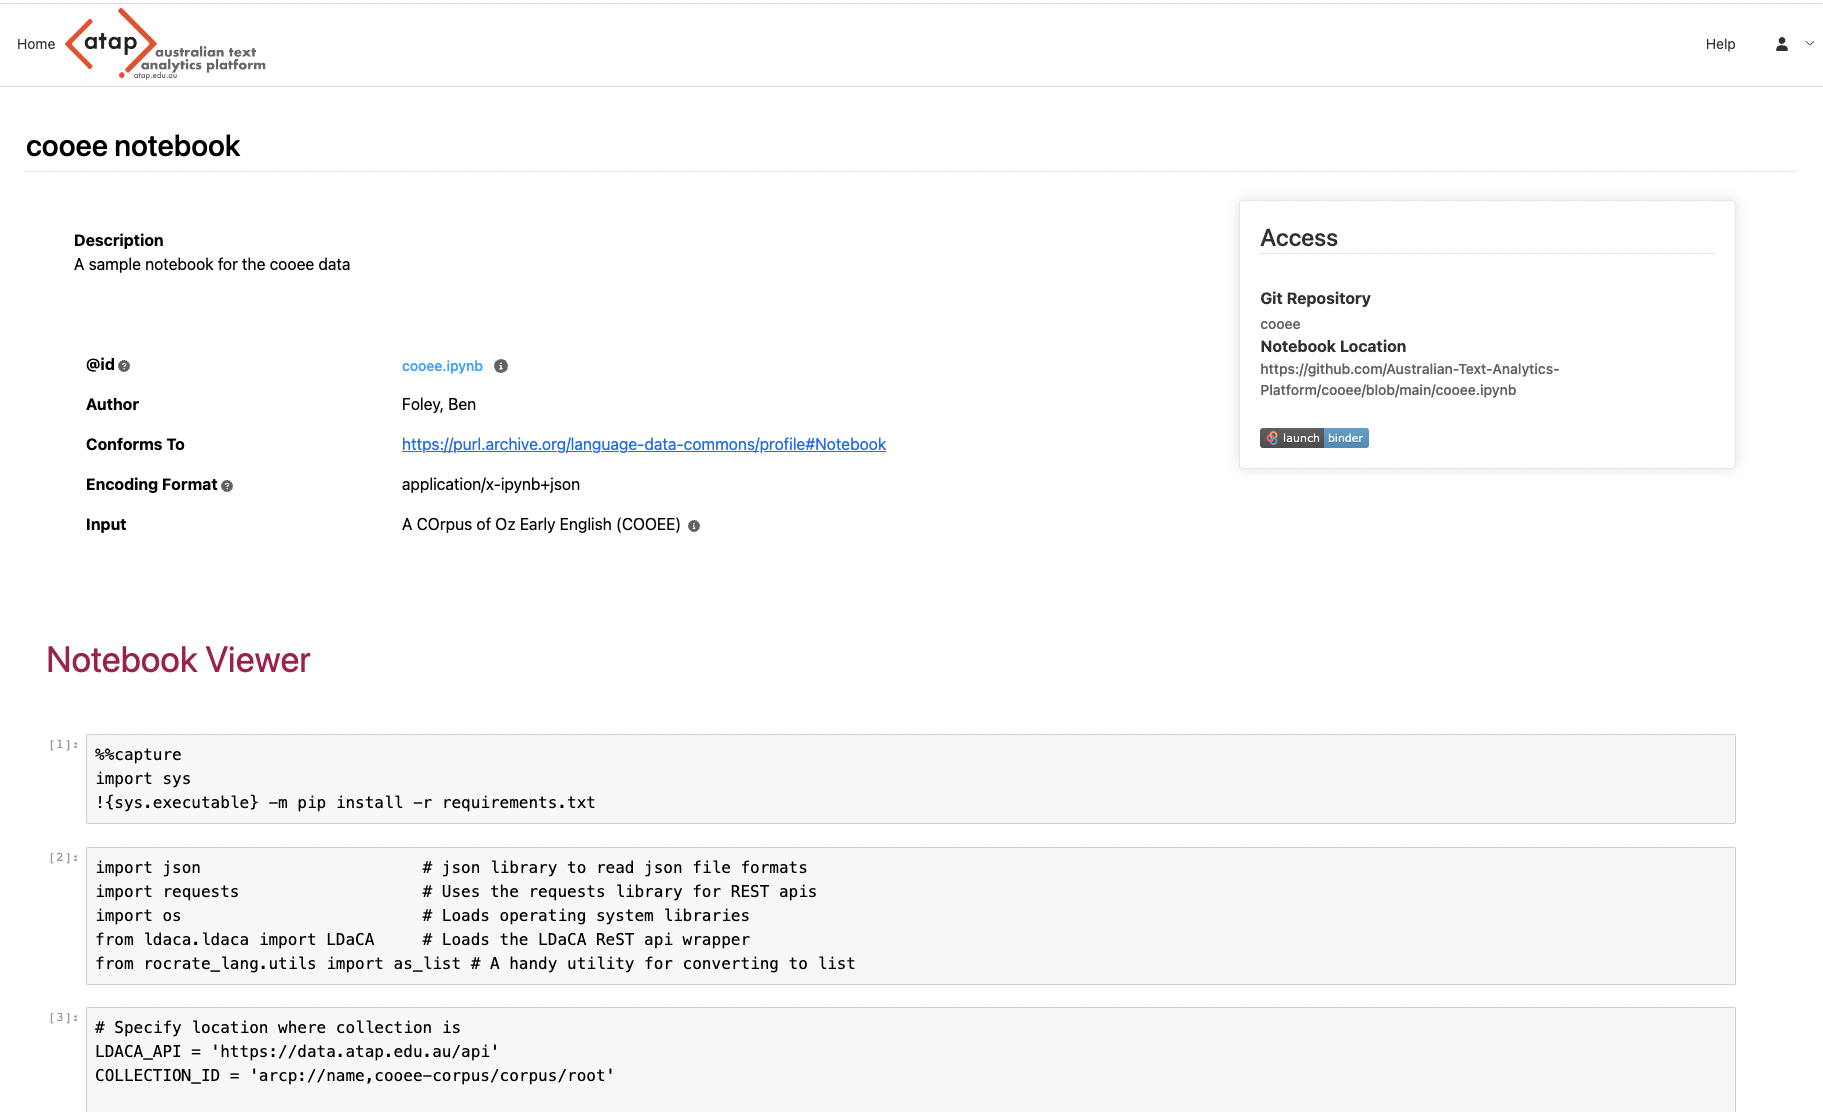 Home
atap
australian text
analytics platform
atap.edu.au
Help
cooee notebook
Description
A sample notebook for the cooee data
@id
cooee.ipynb
Author
Foley, Ben
Conforms To
https://purl.archive.org/language-data-commons/profile#Notebook
Encoding Format
application/x-ipynb+json
Input
A COrpus of Oz Early English (COOEE)
Access
Git Repository
cooee
Notebook Location
https://github.com/Australian-Text-Analytics-
Platform/cooee/blob/main/cooee.ipynb
launch binder
Notebook Viewer
[1]:
%%capture
import sys
!{sys.executable} -m pip install -r requirements.txt
[2]:
import json                       # json library to read json file formats
import requests                   # Uses the requests library for REST apis
import os                         # Loads operating system libraries
from ldaca.ldaca import LDaCA     # Loads the LDaCA ReST api wrapper
from rocrate_lang.utils import as_list # A handy utility for converting to list
[3]:
# Specify location where collection is
LDACA_API = 'https://data.atap.edu.au/api'
COLLECTION_ID = 'arcp://name,cooee-corpus/corpus/root'